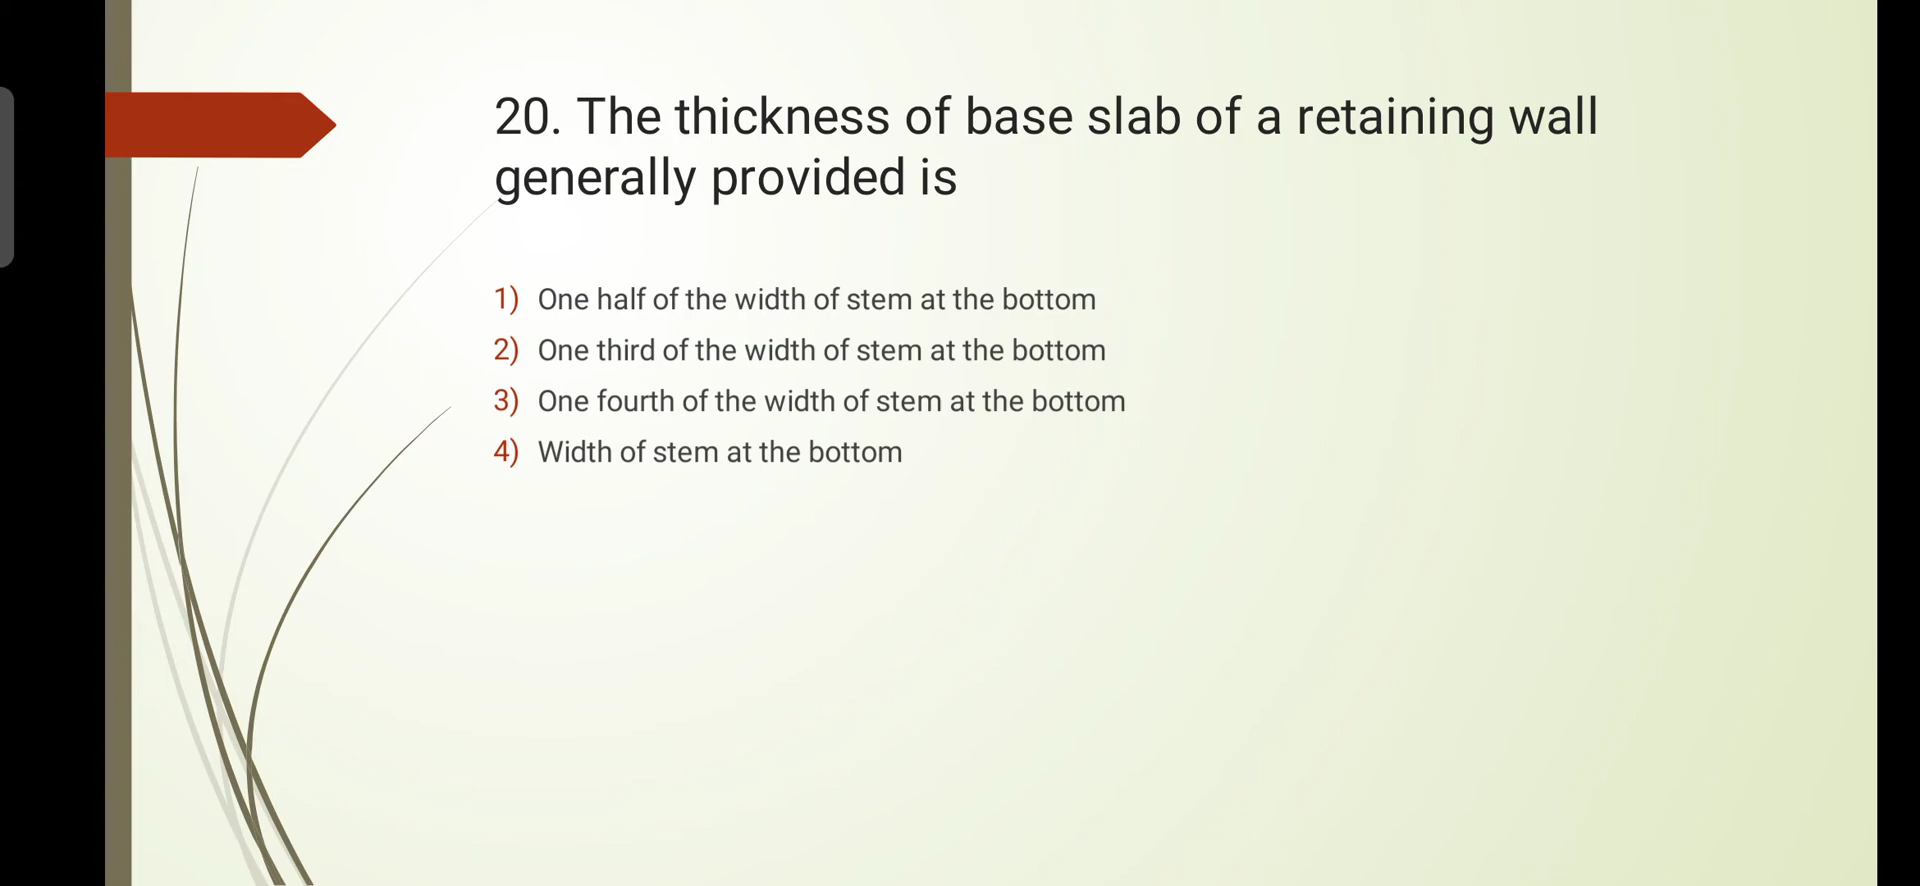 20. The thickness of base slab of a retaining wall
generally provided is
1) One half of the width of stem at the bottom
2) One third of the width of stem at the bottom
3) One fourth of the width of stem at the bottom
4) Width of stem at the bottom